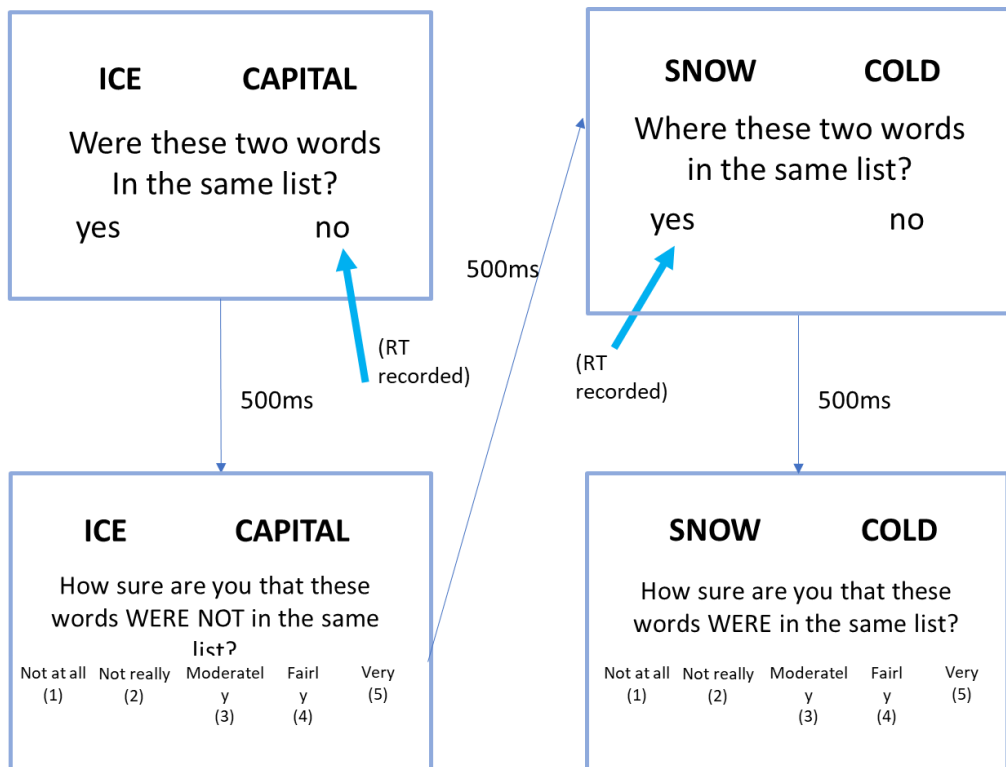 ICE CAPITAL
Were these two words
In the same list?
yes no
(RT
recorded)
500ms
ICE CAPITAL
How sure are you that these
words WERE NOT in the same
list?
Not at all Not really Moderatel Fairl Very
(1) (2) y y (5)
(3) (4)
500ms
SNOW COLD
Where these two words
in the same list?
yes no
(RT
recorded)
500ms
SNOW COLD
How sure are you that these
words WERE in the same list?
Not at all Not really Moderatel Fairl Very
(1) (2) y y (5)
(3) (4)